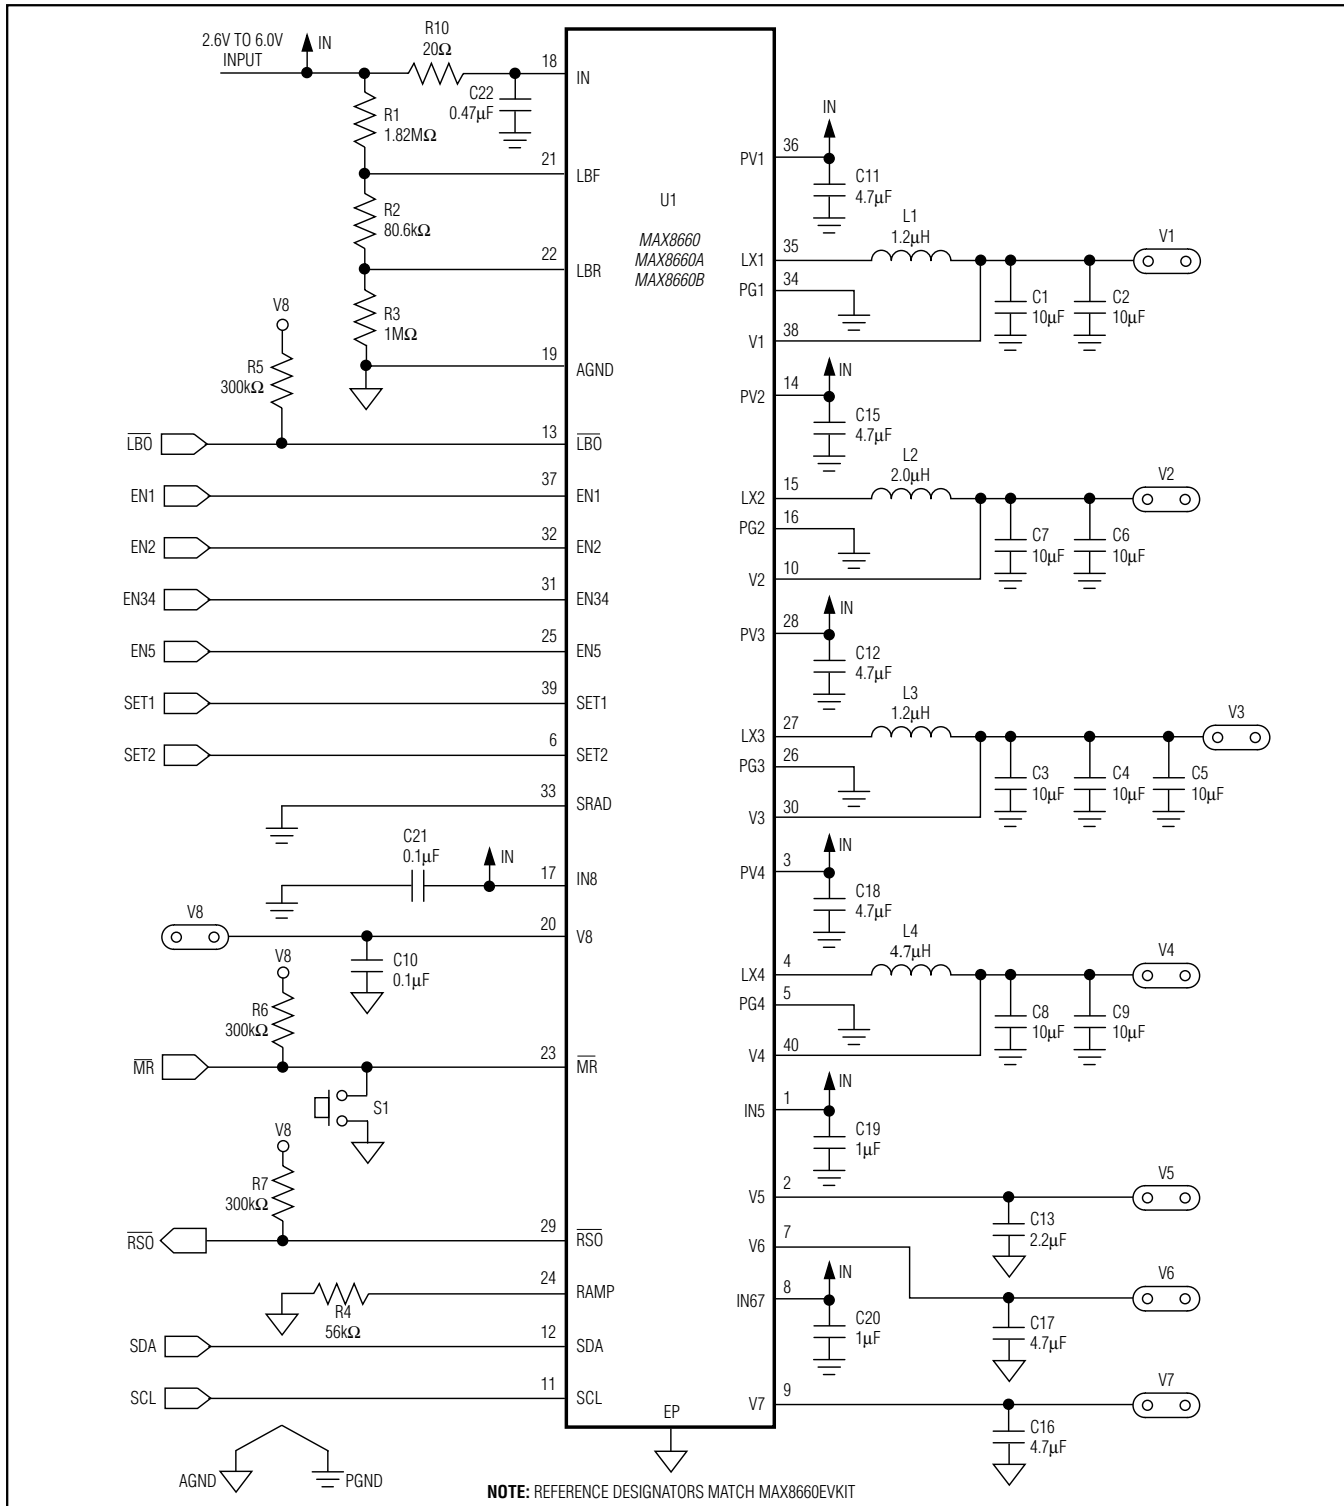 2.6V TO 6.0V
INPUT
IN
R10
20Ω
18
IN
C22
0.47µF
R1
1.82MΩ
21
LBF
R2
80.6kΩ
22
LBR
V8
R3
1MΩ
19
AGND
R5
300kΩ
L̅B̅O̅
13
L̅B̅O̅
EN1
37
EN1
EN2
32
EN2
EN34
31
EN34
EN5
25
EN5
SET1
39
SET1
SET2
6
SET2
33
SRAD
C21
0.1µF
IN
17
IN8
V8
20
V8
C10
0.1µF
V8
R6
300kΩ
M̅R̅
23
M̅R̅
S1
V8
R7
300kΩ
R̅S̅O̅
29
R̅S̅O̅
24
RAMP
R4
56kΩ
SDA
12
SDA
SCL
11
SCL
AGND
PGND
U1
MAX8660
MAX8660A
MAX8660B
EP
IN
36
PV1
C11
4.7µF
L1
1.2µH
V1
35
LX1
34
PG1
C1
10µF
C2
10µF
38
V1
IN
14
PV2
C15
4.7µF
L2
2.0µH
V2
15
LX2
16
PG2
C7
10µF
C6
10µF
10
V2
IN
28
PV3
C12
4.7µF
L3
1.2µH
V3
27
LX3
26
PG3
C3
10µF
C4
10µF
C5
10µF
30
V3
IN
3
PV4
C18
4.7µF
L4
4.7µH
V4
4
LX4
5
PG4
C8
10µF
C9
10µF
40
V4
IN
1
IN5
C19
1µF
2
V5
V5
C13
2.2µF
7
V6
V6
IN
8
IN67
C20
1µF
C17
4.7µF
9
V7
V7
C16
4.7µF
NOTE: REFERENCE DESIGNATORS MATCH MAX8660EVKIT